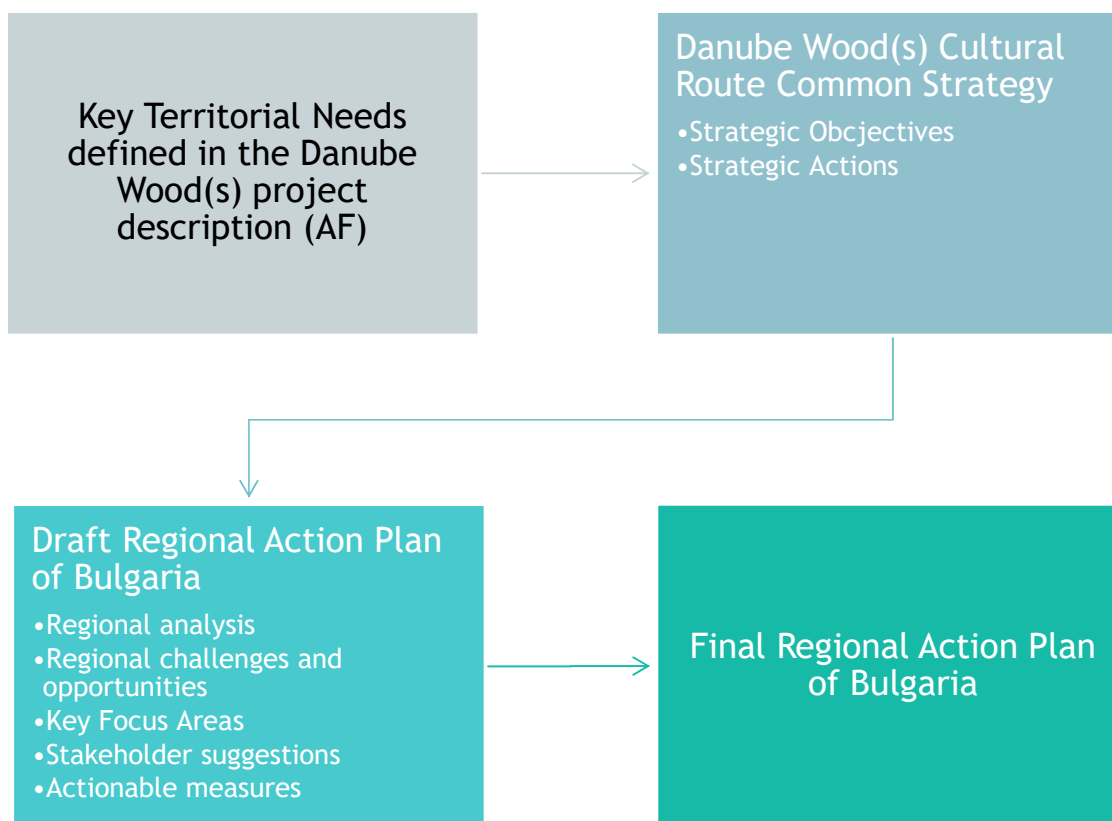 Key Territorial Needs
defined in the Danube
Wood(s) project
description (AF)
Danube Wood(s) Cultural
Route Common Strategy
•Strategic Obcjectives
•Strategic Actions
Draft Regional Action Plan
of Bulgaria
•Regional analysis
•Regional challenges and
opportunities
•Key Focus Areas
•Stakeholder suggestions
•Actionable measures
Final Regional Action Plan
of Bulgaria